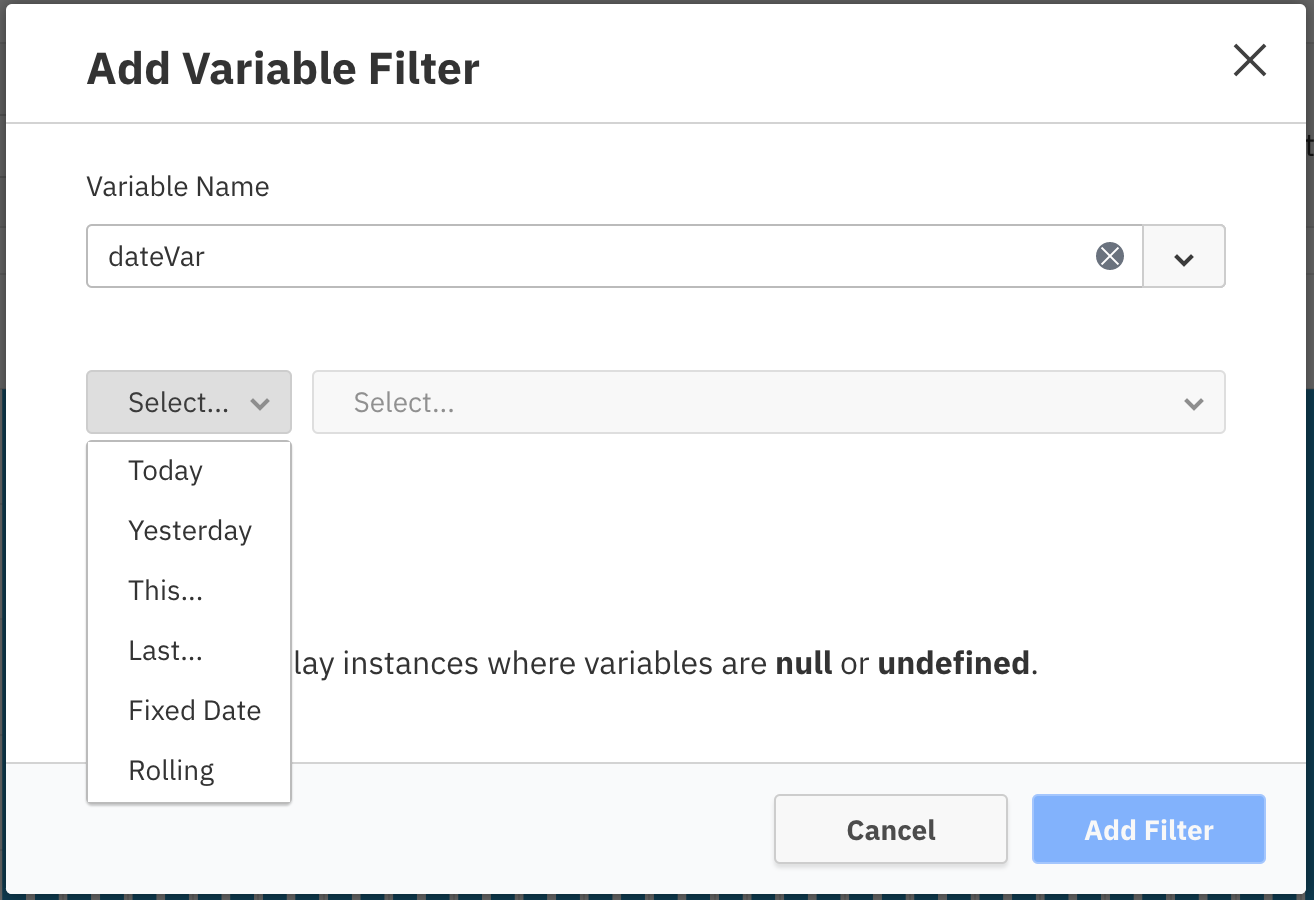 Add Variable Filter
Variable Name
dateVar
Select... Select...
Today
Yesterday
This...
Last...
Fixed Date
Rolling
lay instances where variables are null or undefined.
Cancel Add Filter